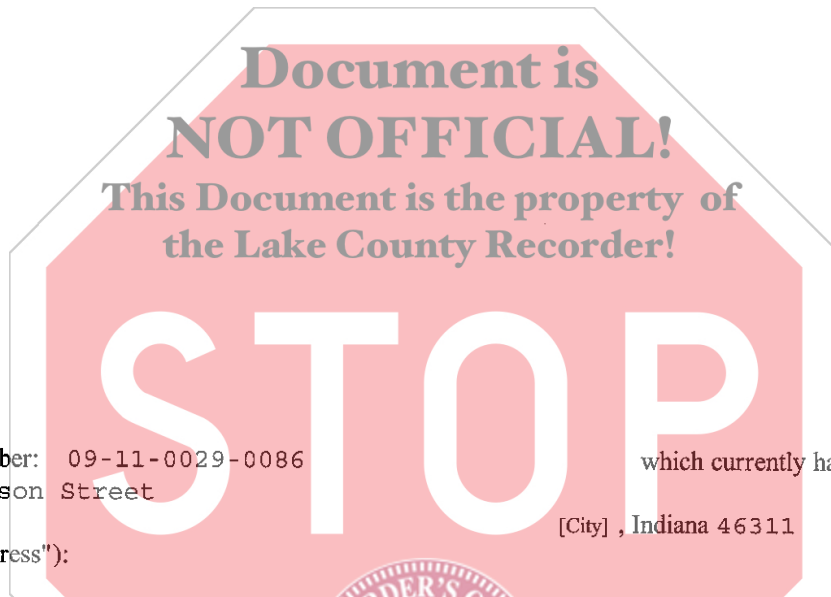 Document is
NOT OFFICIAL!
This Document is the property of
the Lake County Recorder!
STOP
ber: 09-11-0029-0086 which currently ha
son Street
[City] , Indiana 46311
ress"):
DER'S